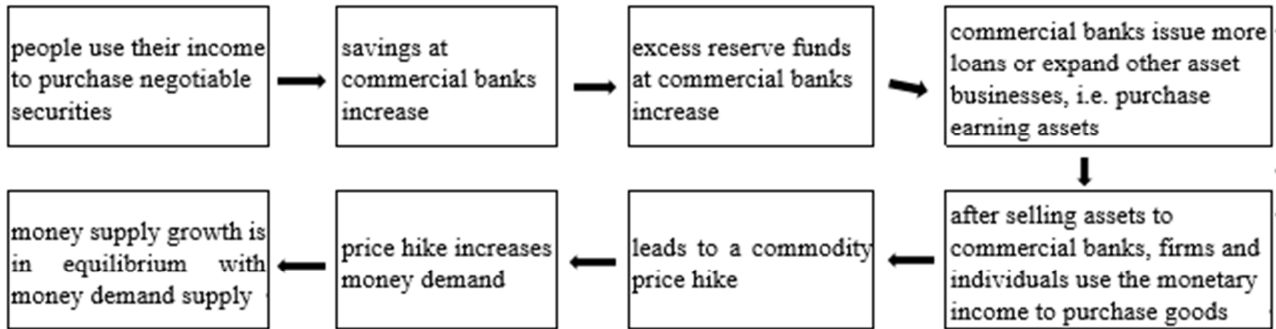 people use their income
to purchase negotiable
securities
savings at
commercial banks
increase
excess reserve funds
at commercial banks
increase
commercial banks issue more
loans or expand other asset
businesses, i.e. purchase
earning assets
after selling assets to
commercial banks, firms and
individuals use the monetary
income to purchase goods
leads to a commodity
price hike
price hike increases
money demand
money supply growth is
in equilibrium with
money demand supply